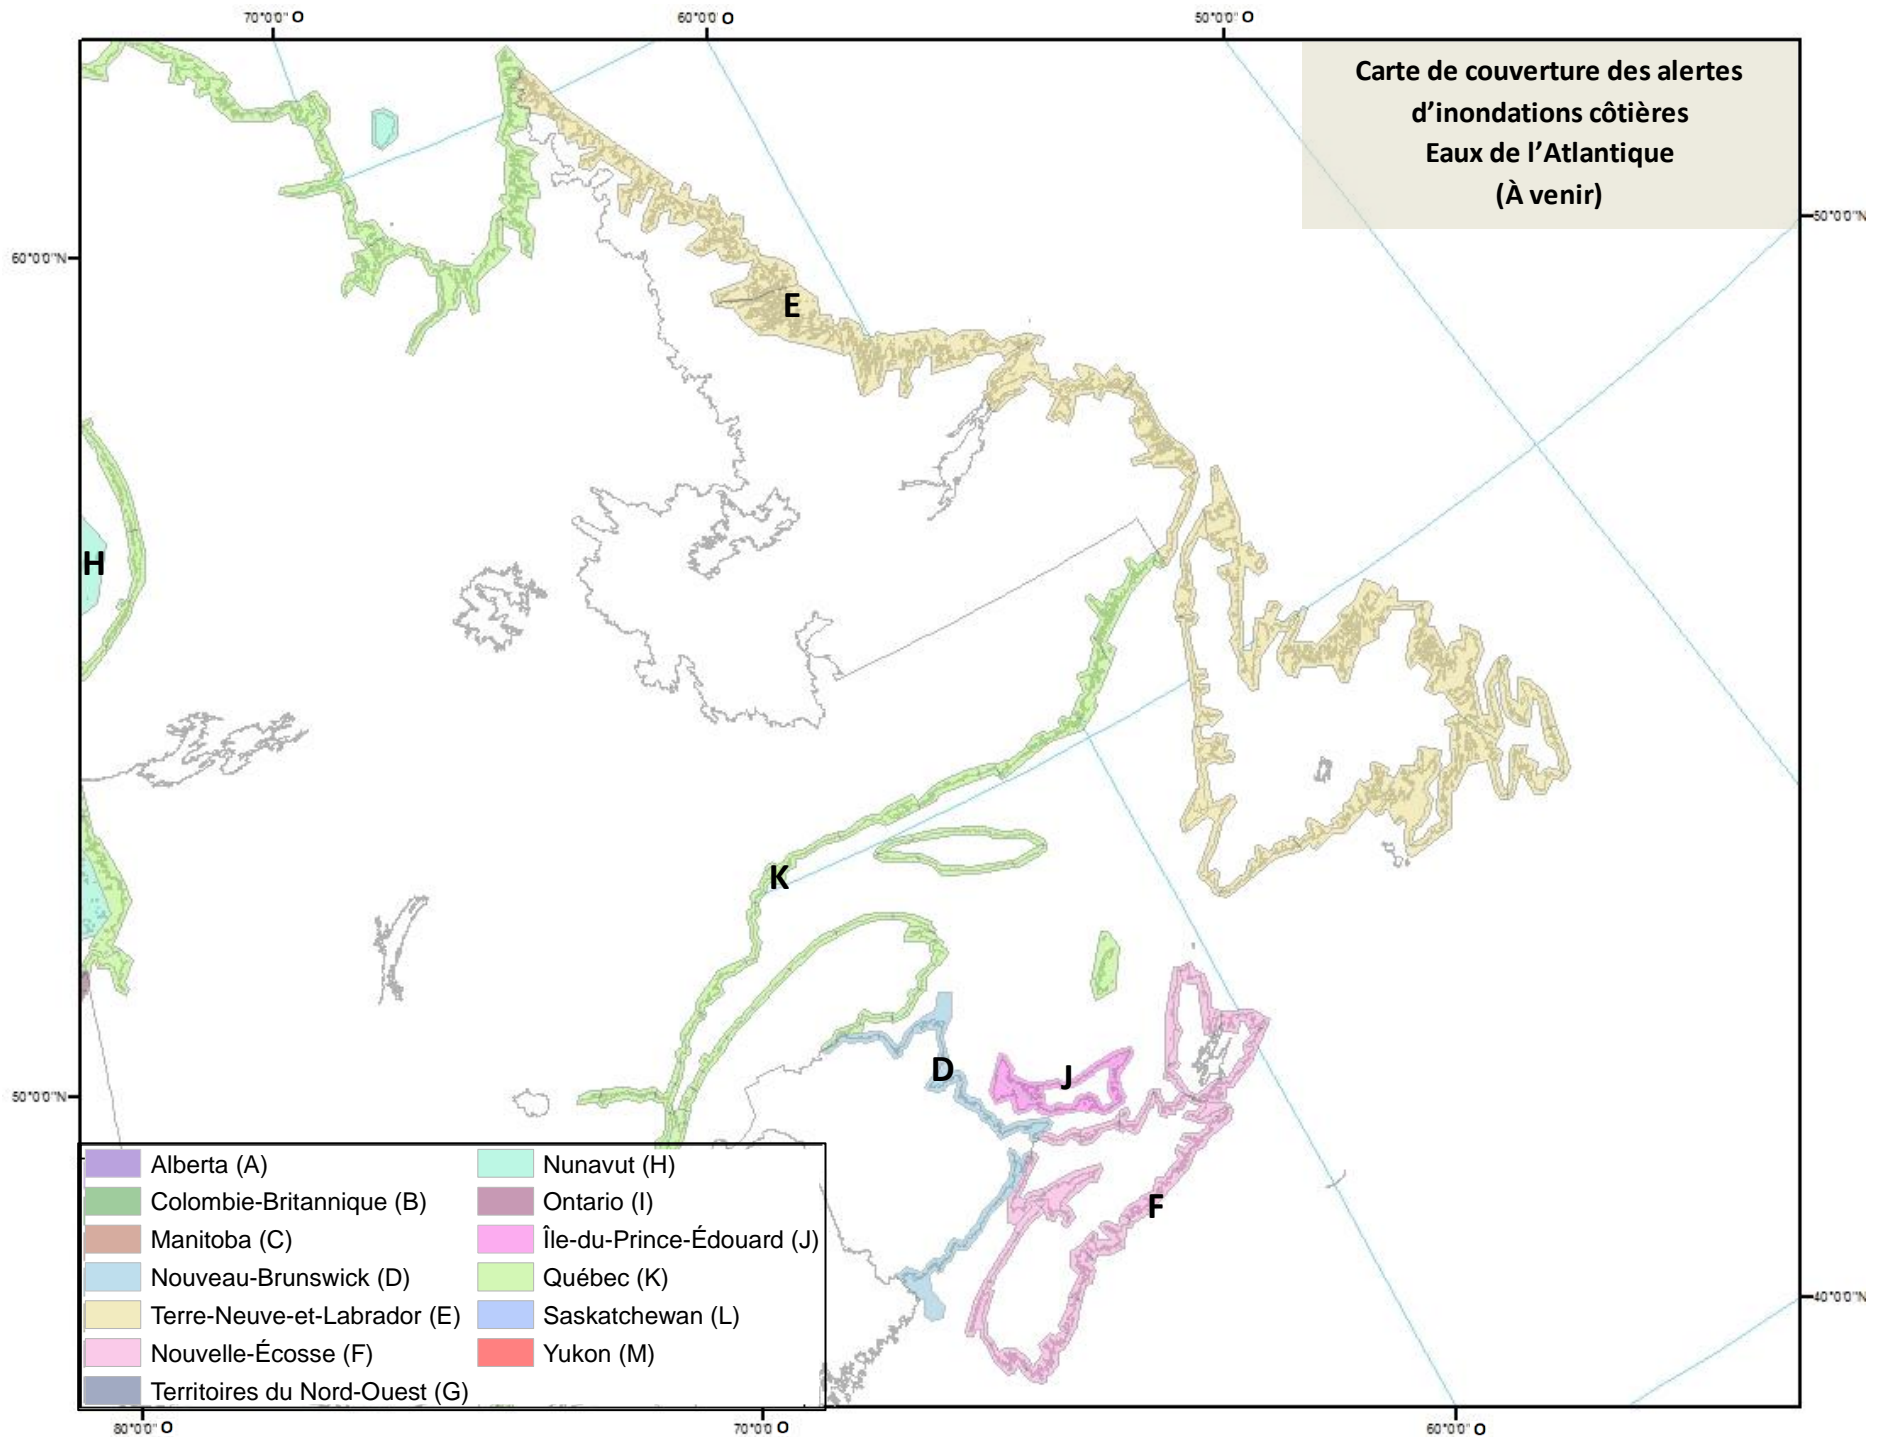 70°0'0" O
60°0'0' O
50°0'0" O
Carte de couverture des alertes
d’inondations côtières
Eaux de l’Atlantique
(À venir)
50°0'0"N
60°0'0"N
E
H
K
D
J
50°0'0"N
F
Alberta (A)
Colombie-Britannique (B)
Manitoba (C)
Nouveau-Brunswick (D)
Terre-Neuve-et-Labrador (E)
Nouvelle-Écosse (F)
Territoires du Nord-Ouest (G)
Nunavut (H)
Ontario (I)
Île-du-Prince-Édouard (J)
Québec (K)
Saskatchewan (L)
Yukon (M)
40°0'0"N
80°0'0" O
70°0'0" O
60°0'0" O